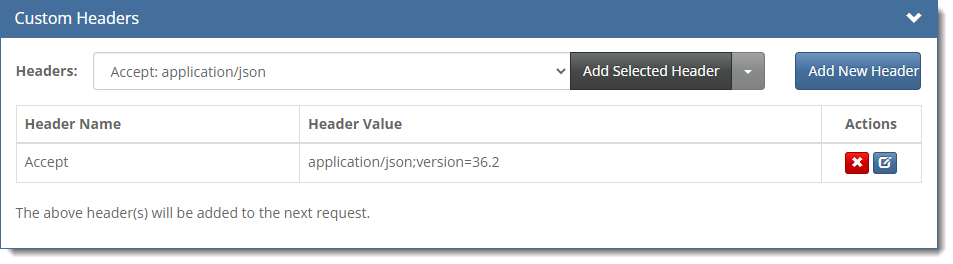 Custom Headers
Headers: Accept: application/json Add Selected Header Add New Header
Header Name Header Value Actions
Accept application/json;version=36.2
The above header(s) will be added to the next request.